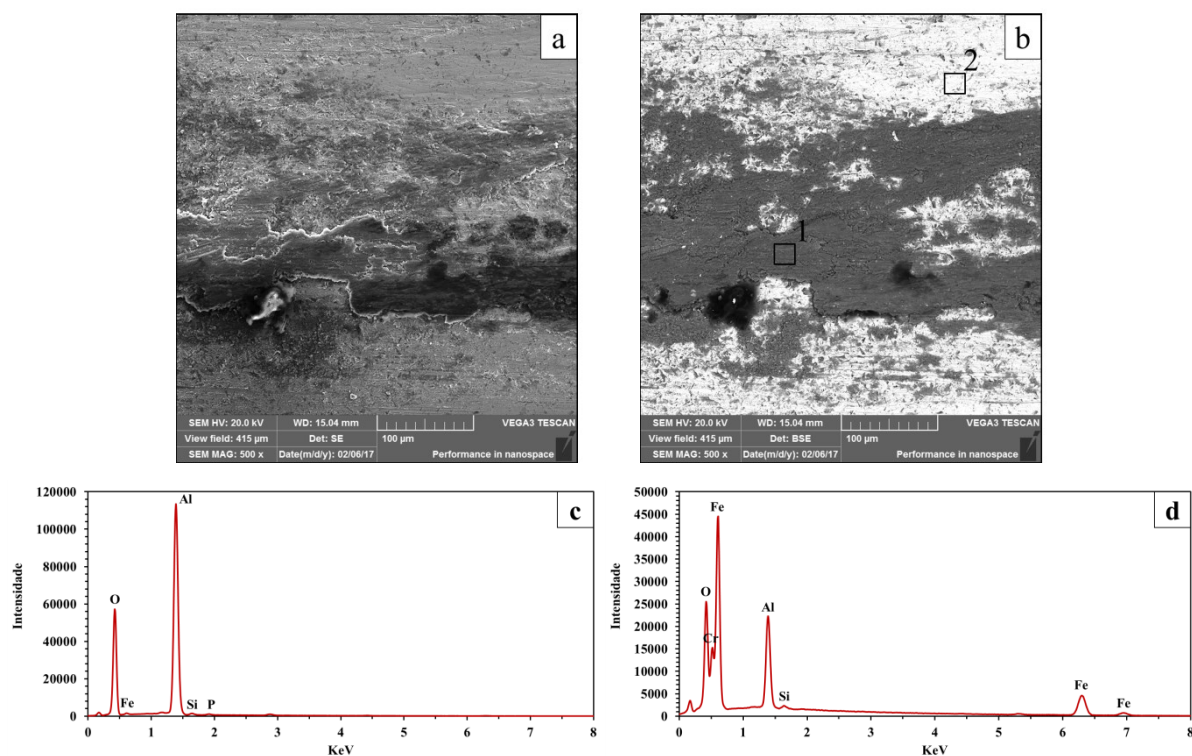 a
SEM HV: 20.0 kV WD: 15.04 mm VEGA3 TESCAN
View field: 415 µm Det: SE 100 µm
SEM MAG: 500 x Date(m/d/y): 02/06/17 Performance in nanospace
b
2
1
SEM HV: 20.0 kV WD: 15.04 mm VEGA3 TESCAN
View field: 415 µm Det: BSE 100 µm
SEM MAG: 500 x Date(m/d/y): 02/06/17 Performance in nanospace
c
Intensidade
120000
100000
80000
60000
40000
20000
0
O
Fe
Al
Si
P
0 1 2 3 4 5 6 7 8
KeV
d
Intensidade
50000
45000
40000
35000
30000
25000
20000
15000
10000
5000
0
O
Cr
Fe
Al
Si
Fe
Fe
0 1 2 3 4 5 6 7 8
KeV